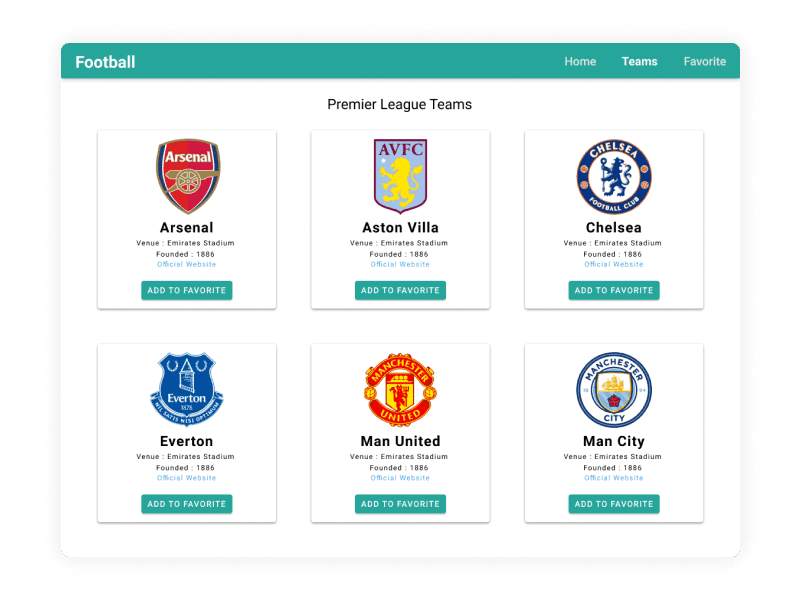 Football
Home Teams Favorite
Premier League Teams
Arsenal
Arsenal
Venue : Emirates Stadium
Founded : 1886
Official Website
ADD TO FAVORITE
AVFC
Aston Villa
Venue : Emirates Stadium
Founded : 1886
Official Website
ADD TO FAVORITE
CHELSEA
FOOTBALL CLUB
Chelsea
Venue : Emirates Stadium
Founded : 1886
Official Website
ADD TO FAVORITE
Everton
1878
NIL SATIS NISI OPTIMUM
Everton
Venue : Emirates Stadium
Founded : 1886
Official Website
ADD TO FAVORITE
MANCHESTER
UNITED
Man United
Venue : Emirates Stadium
Founded : 1886
Official Website
ADD TO FAVORITE
MANCHESTER
CITY
Man City
Venue : Emirates Stadium
Founded : 1886
Official Website
ADD TO FAVORITE